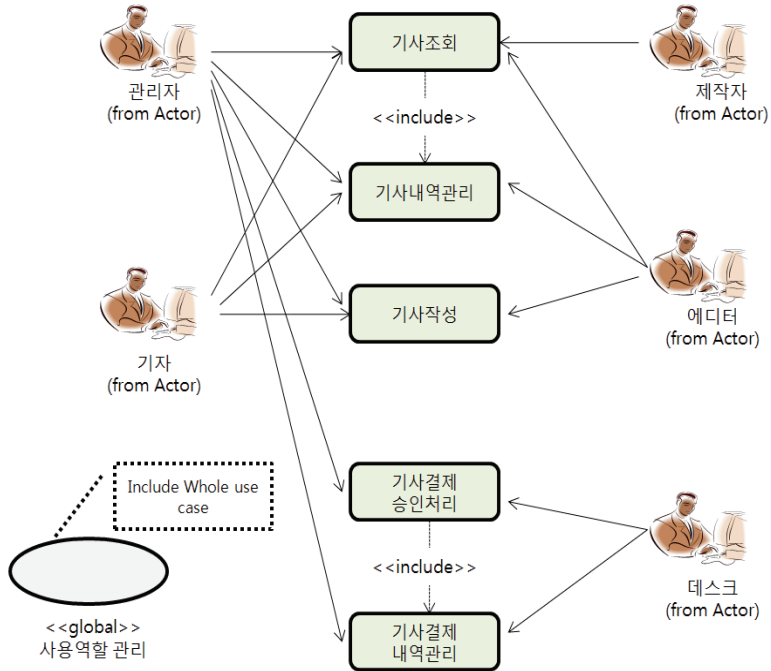 관리자
(from Actor)
기사조회
제작자
(from Actor)
<<include>>
기사내역관리
기자
(from Actor)
기사작성
에디터
(from Actor)
Include Whole use
case
기사결제
승인처리
<<include>>
데스크
(from Actor)
<<global>>
사용역할 관리
기사결제
내역관리